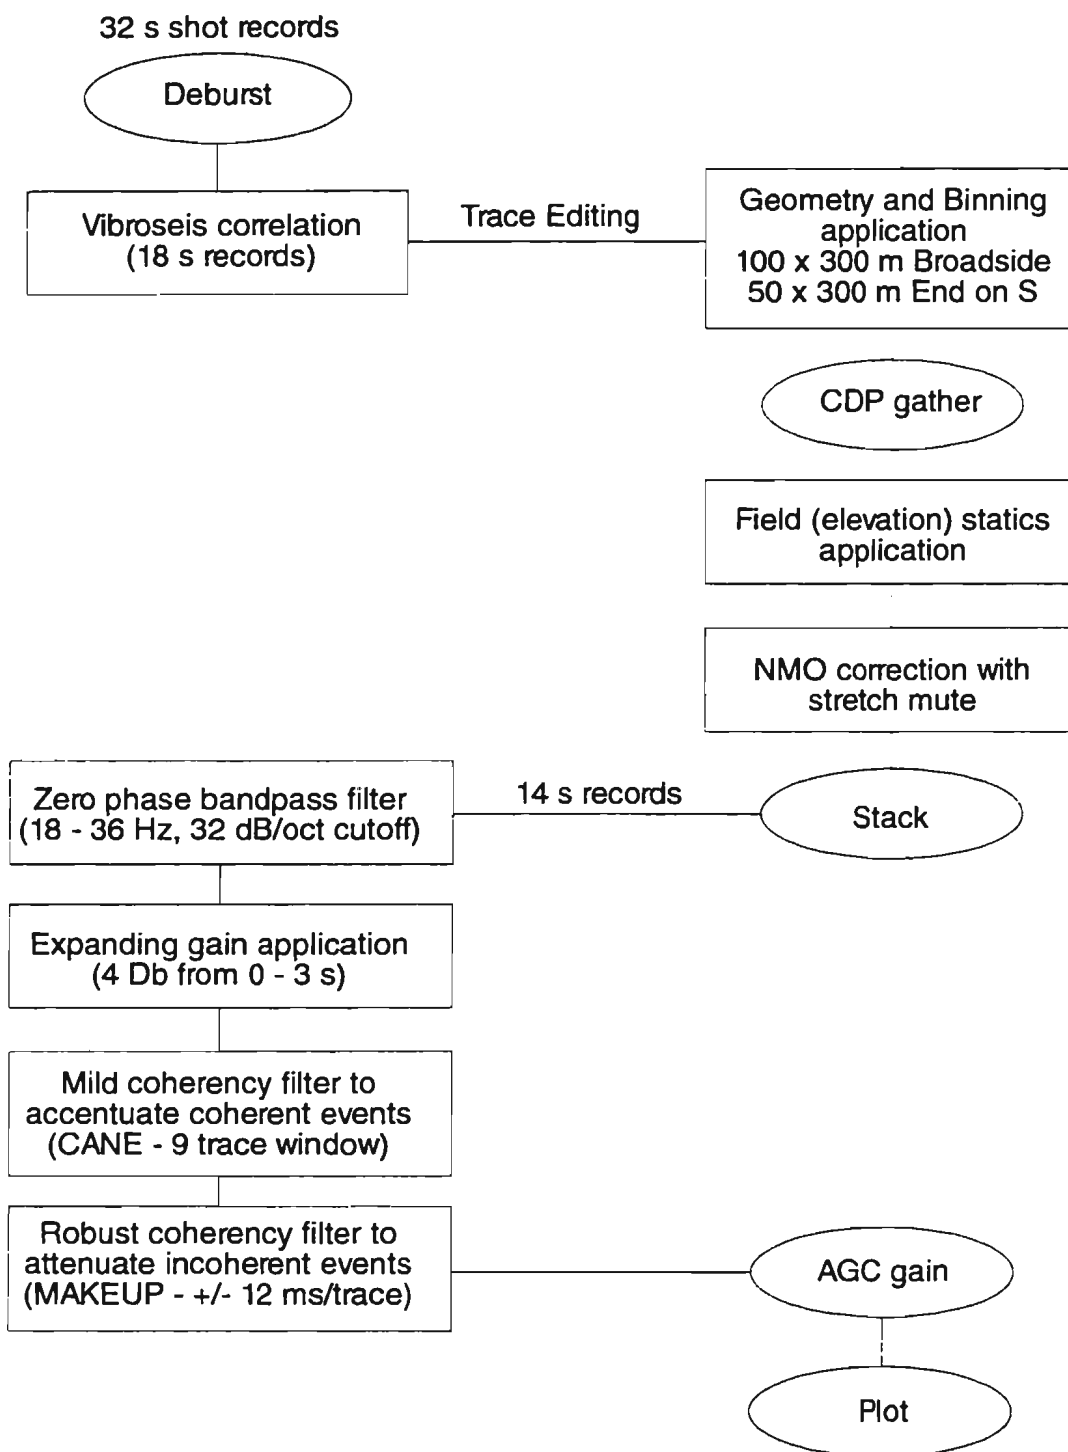 32 s shot records
Deburst
Vibroseis correlation
(18 s records)
Trace Editing
Geometry and Binning
application
100 x 300 m Broadside
50 x 300 m End on S
CDP gather
Field (elevation) statics
application
NMO correction with
stretch mute
Stack
14 s records
Zero phase bandpass filter
(18 - 36 Hz, 32 dB/oct cutoff)
Expanding gain application
(4 Db from 0 - 3 s)
Mild coherency filter to
accentuate coherent events
(CANE - 9 trace window)
Robust coherency filter to
attenuate incoherent events
(MAKEUP - +/- 12 ms/trace)
AGC gain
Plot